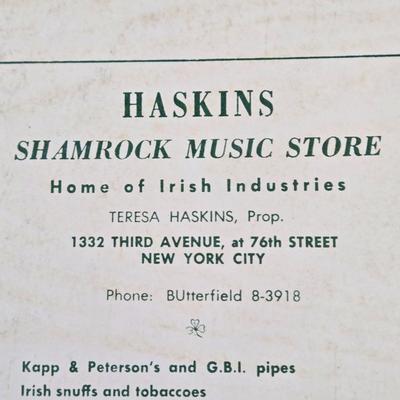 HASKINS
SHAMROCK MUSIC STORE
Home of Irish Industries
TERESA HASKINS, Prop.
1332 THIRD AVENUE, at 76th STREET
NEW YORK CITY
Phone: BUtterfield 8-3918
Kapp & Peterson's and G.B.I. pipes
Irish snuffs and tobaccoes